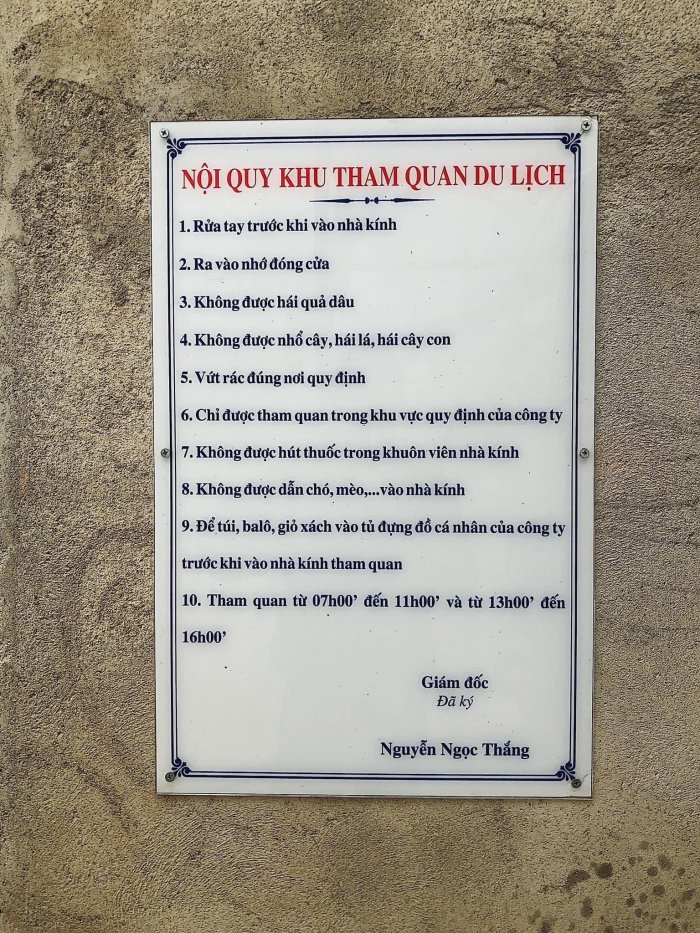 NỘI QUY KHU THAM QUAN DU LỊCH
1. Rửa tay trước khi vào nhà kính
2. Ra vào nhớ đóng cửa
3. Không được hái quả dâu
4. Không được nhổ cây, hái lá, hái cây con
5. Vứt rác đúng nơi quy định
6. Chỉ được tham quan trong khu vực quy định của công ty
7. Không được hút thuốc trong khuôn viên nhà kính
8. Không được dẫn chó, mèo,...vào nhà kính
9. Để túi, balô, giỏ xách vào tủ đựng đồ cá nhân của công ty
trước khi vào nhà kính tham quan
10. Tham quan từ 07h00’ đến 11h00’ và từ 13h00’ đến
16h00’
Giám đốc
Đã ký
Nguyễn Ngọc Thắng